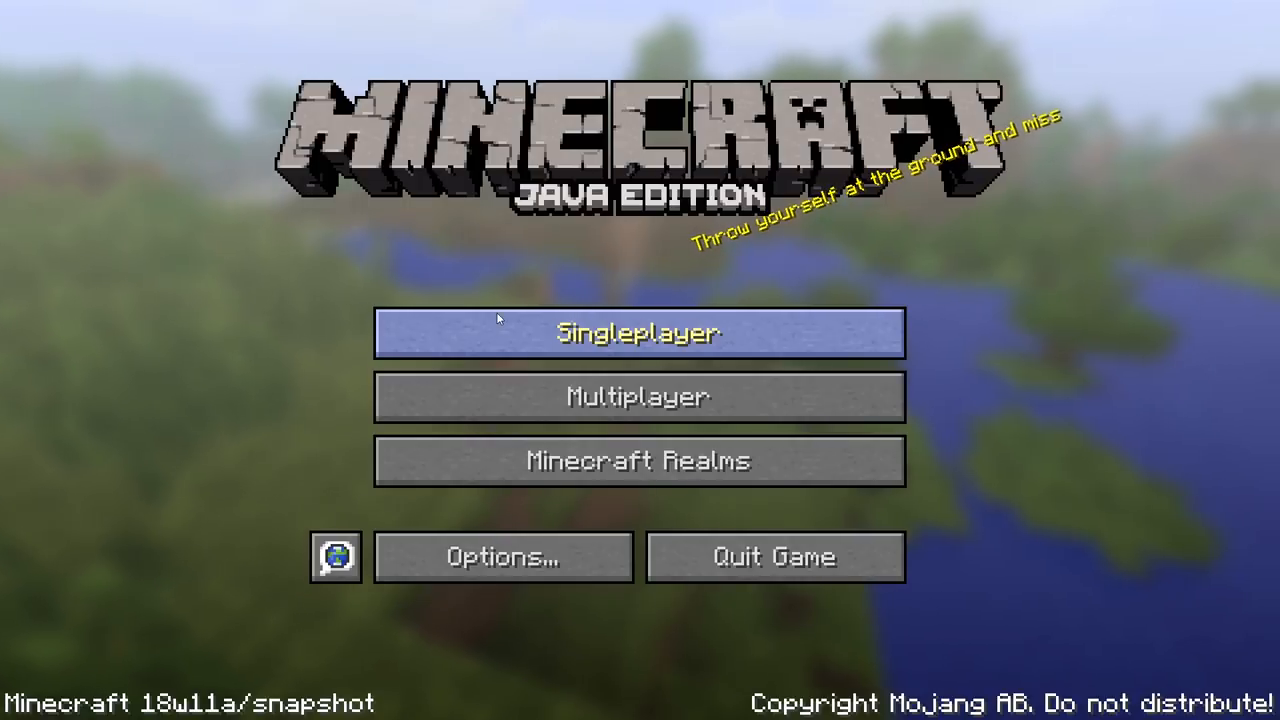 MINECRAFT
JAVA EDITION
Throw yourself at the ground and miss
Singleplayer
Multiplayer
Minecraft Realms
Options...
Quit Game
Minecraft 18w11a/snapshot
Copyright Mojang AB. Do not distribute!